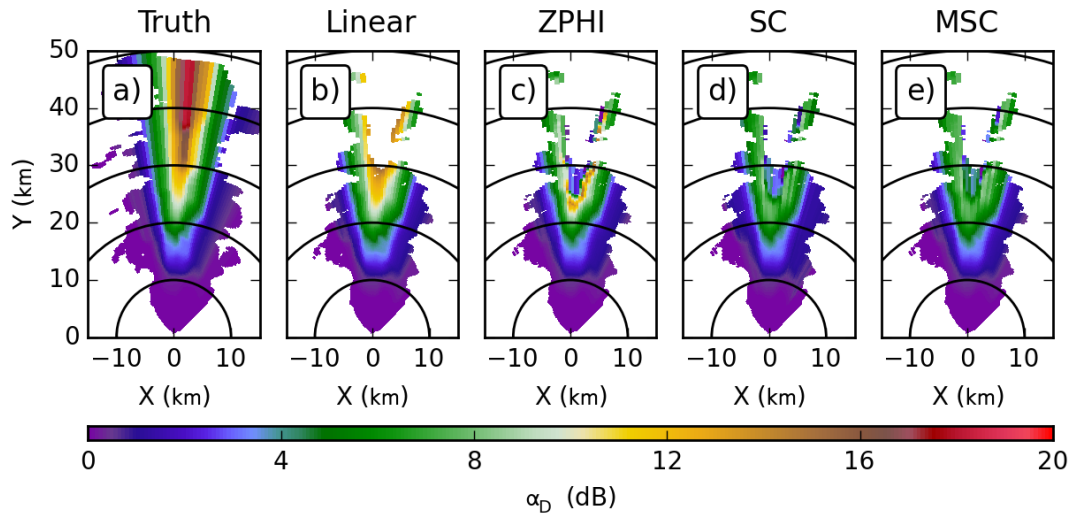 Truth Linear ZPHI SC MSC
50
a) b) c) d) e)
40
30
Y (km)
20
10
0
−10 0 10 −10 0 10 −10 0 10 −10 0 10 −10 0 10
X (km) X (km) X (km) X (km) X (km)
0 4 8 12 16 20
α_D (dB)